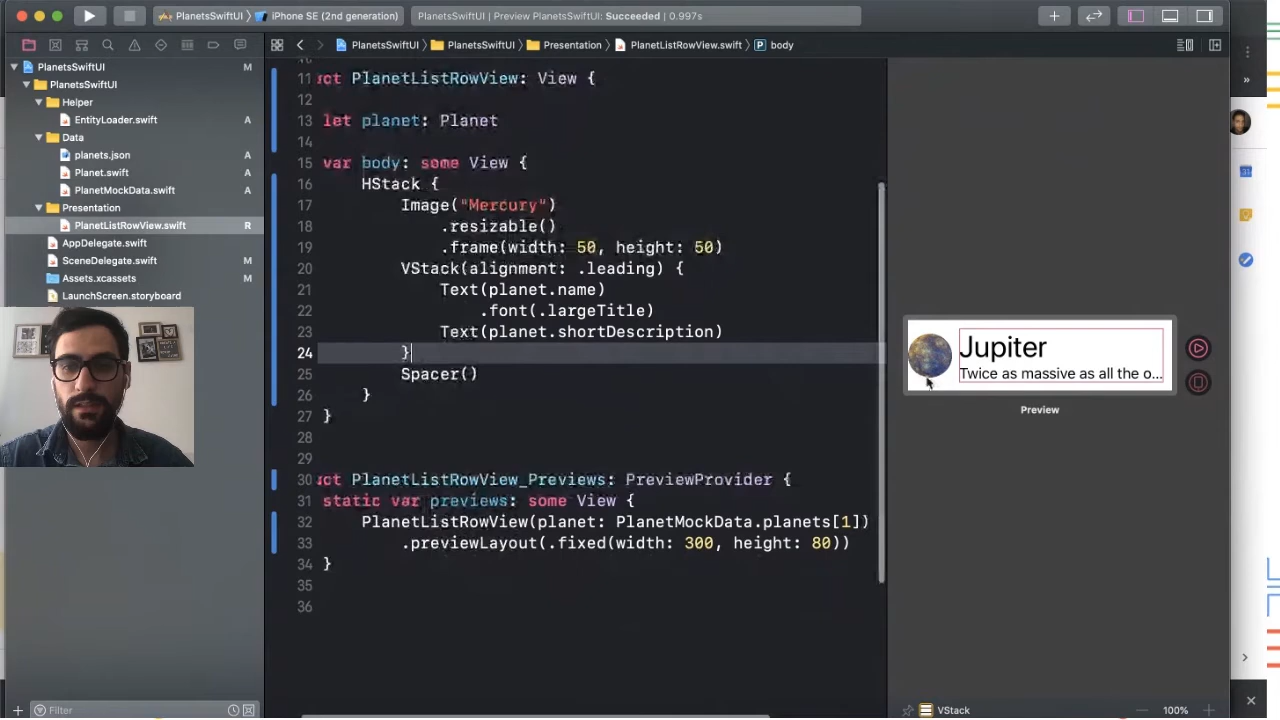 PlanetsSwiftUI 〉 iPhone SE (2nd generation)
PlanetsSwiftUI | Preview PlanetsSwiftUI: Succeeded | 0.997s
PlanetsSwiftUI 〉 PlanetsSwiftUI 〉 Presentation 〉 PlanetListRowView.swift 〉 P body
PlanetsSwiftUI M
PlanetsSwiftUI
Helper
EntityLoader.swift A
Data
planets.json A
Planet.swift A
PlanetMockData.swift A
Presentation
PlanetListRowView.swift R
AppDelegate.swift
SceneDelegate.swift M
Assets.xcassets M
LaunchScreen.storyboard
Filter
11 ct PlanetListRowView: View {
12
13 let planet: Planet
14
15 var body: some View {
16 HStack {
17 Image("Mercury")
18 .resizable()
19 .frame(width: 50, height: 50)
20 VStack(alignment: .leading) {
21 Text(planet.name)
22 .font(.largeTitle)
23 Text(planet.shortDescription)
24 }
25 Spacer()
26 }
27 }
28
29
30 ct PlanetListRowView_Previews: PreviewProvider {
31 static var previews: some View {
32 PlanetListRowView(planet: PlanetMockData.planets[1])
33 .previewLayout(.fixed(width: 300, height: 80))
34 }
35
36
Jupiter
Twice as massive as all the o...
Preview
VStack
100%